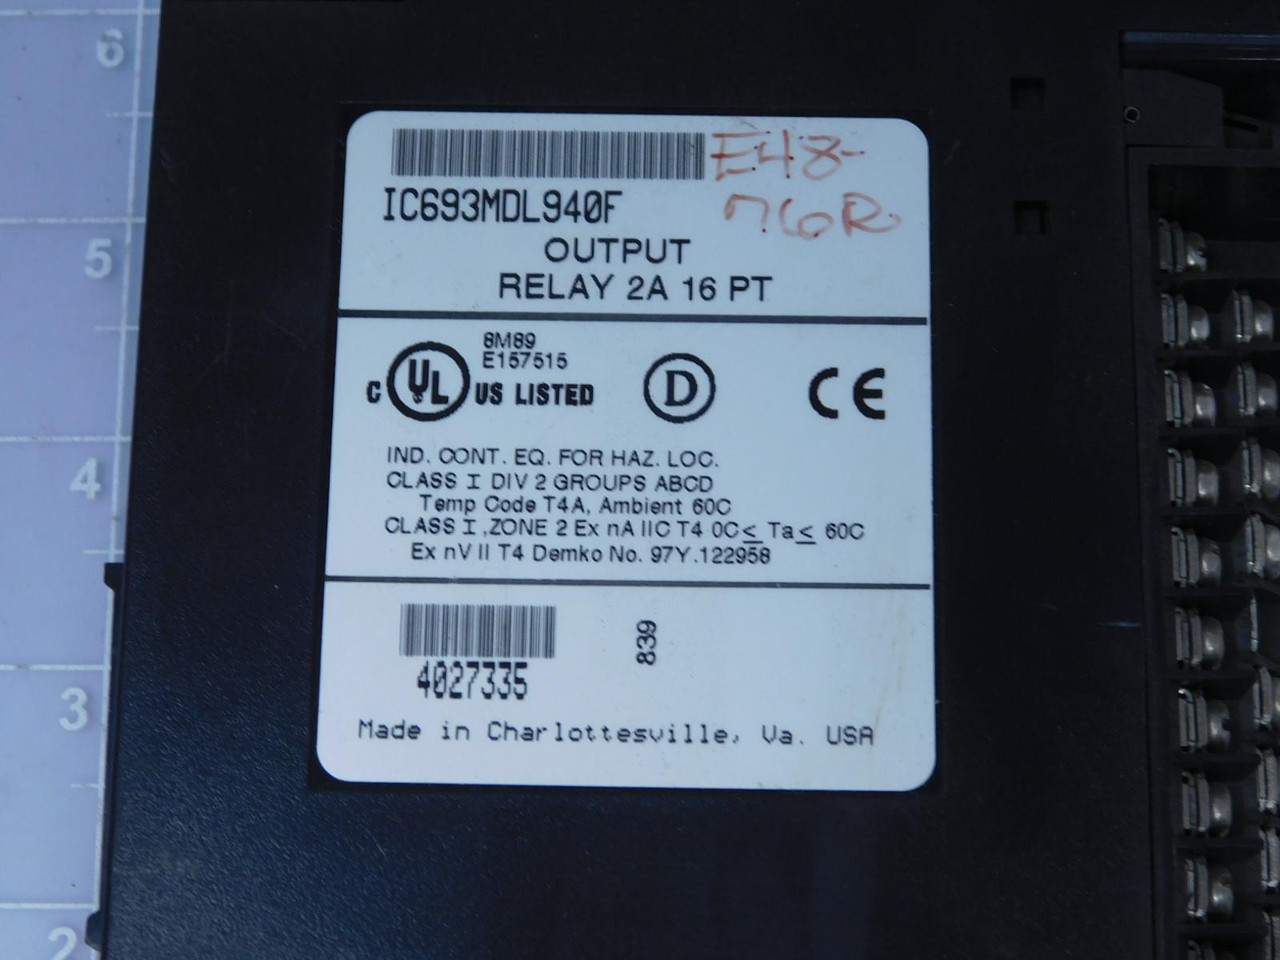 6
5
4
3
2
E48-
76R
IC693MDL940F
OUTPUT
RELAY 2A 16 PT
8M89
E157515
C UL US LISTED
D
CE
IND. CONT. EQ. FOR HAZ. LOC.
CLASS I DIV 2 GROUPS ABCD
Temp Code T4A, Ambient 60C
CLASS I, ZONE 2 Ex nA IIC T4 0C≤ Ta≤ 60C
Ex nV II T4 Demko No. 97Y.122958
4027335
839
Made in Charlottesville, Va. USA